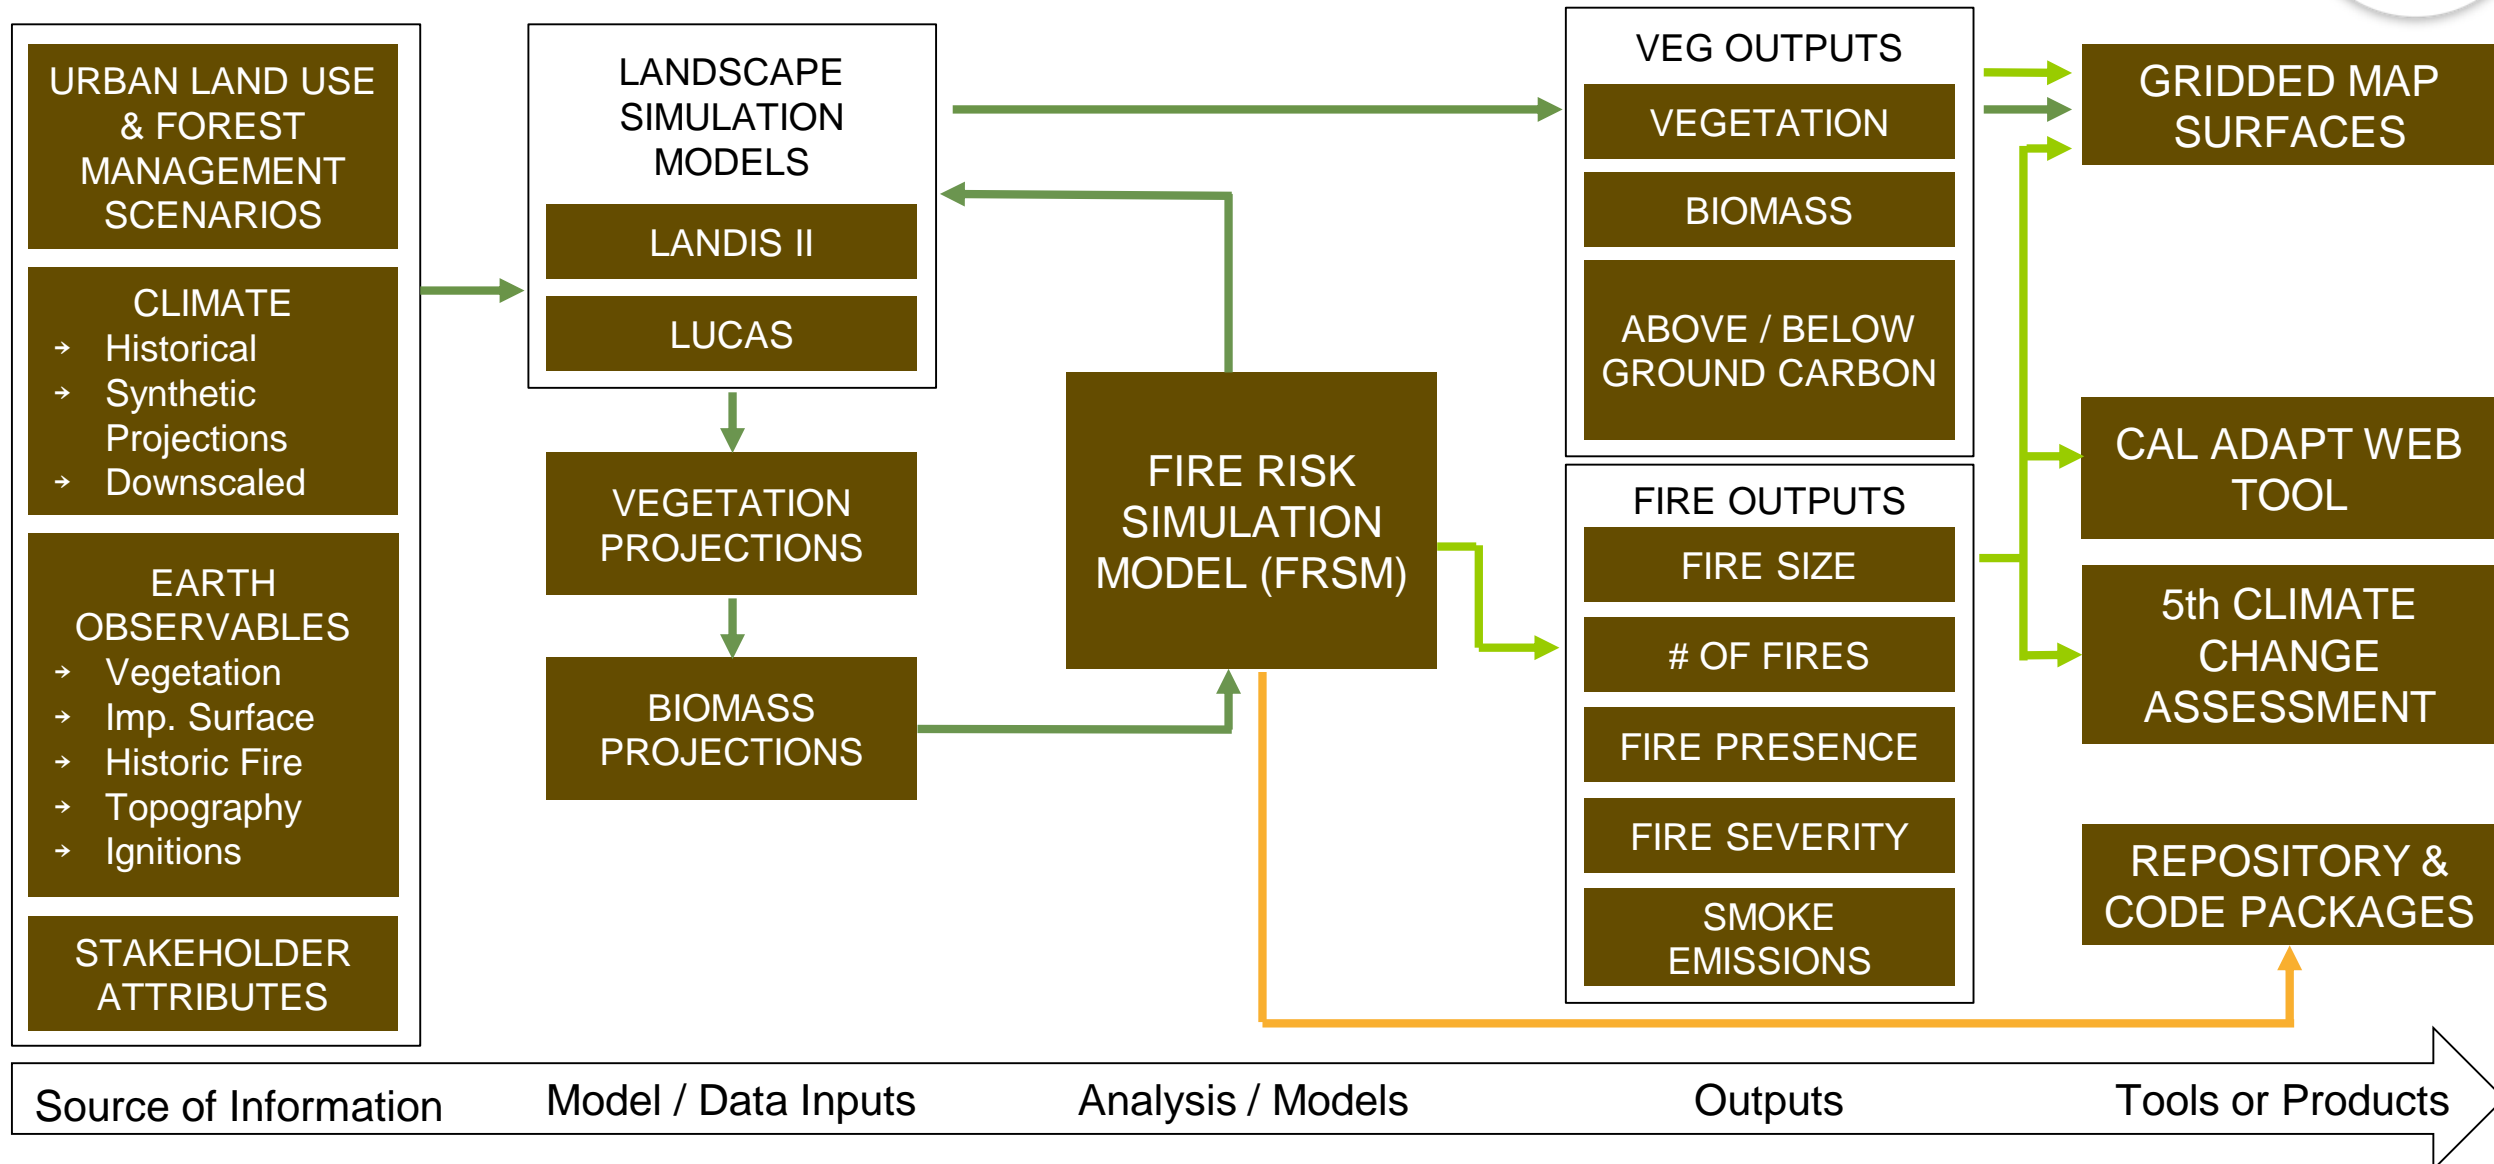 URBAN LAND USE
& FOREST
MANAGEMENT
SCENARIOS
CLIMATE
→ Historical
→ Synthetic
Projections
→ Downscaled
EARTH
OBSERVABLES
→ Vegetation
→ Imp. Surface
→ Historic Fire
→ Topography
→ Ignitions
STAKEHOLDER
ATTRIBUTES
LANDSCAPE
SIMULATION
MODELS
LANDIS II
LUCAS
VEGETATION
PROJECTIONS
BIOMASS
PROJECTIONS
FIRE RISK
SIMULATION
MODEL (FRSM)
VEG OUTPUTS
VEGETATION
BIOMASS
ABOVE / BELOW
GROUND CARBON
FIRE OUTPUTS
FIRE SIZE
# OF FIRES
FIRE PRESENCE
FIRE SEVERITY
SMOKE
EMISSIONS
GRIDDED MAP
SURFACES
CAL ADAPT WEB
TOOL
5th CLIMATE
CHANGE
ASSESSMENT
REPOSITORY &
CODE PACKAGES
Source of Information
Model / Data Inputs
Analysis / Models
Outputs
Tools or Products